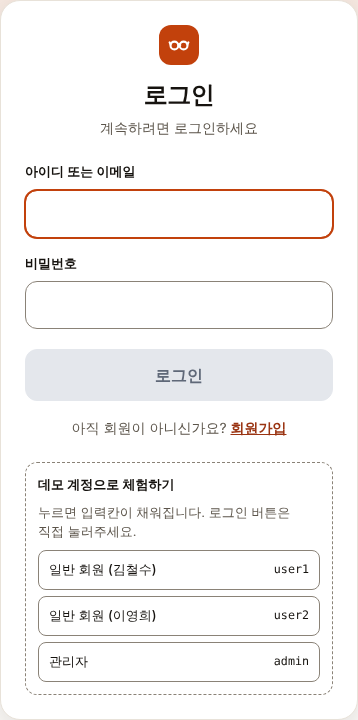 로그인
계속하려면 로그인하세요
아이디 또는 이메일
비밀번호
로그인
아직 회원이 아니신가요? 회원가입
데모 계정으로 체험하기
누르면 입력칸이 채워집니다. 로그인 버튼은
직접 눌러주세요.
일반 회원 (김철수) user1
일반 회원 (이영희) user2
관리자 admin